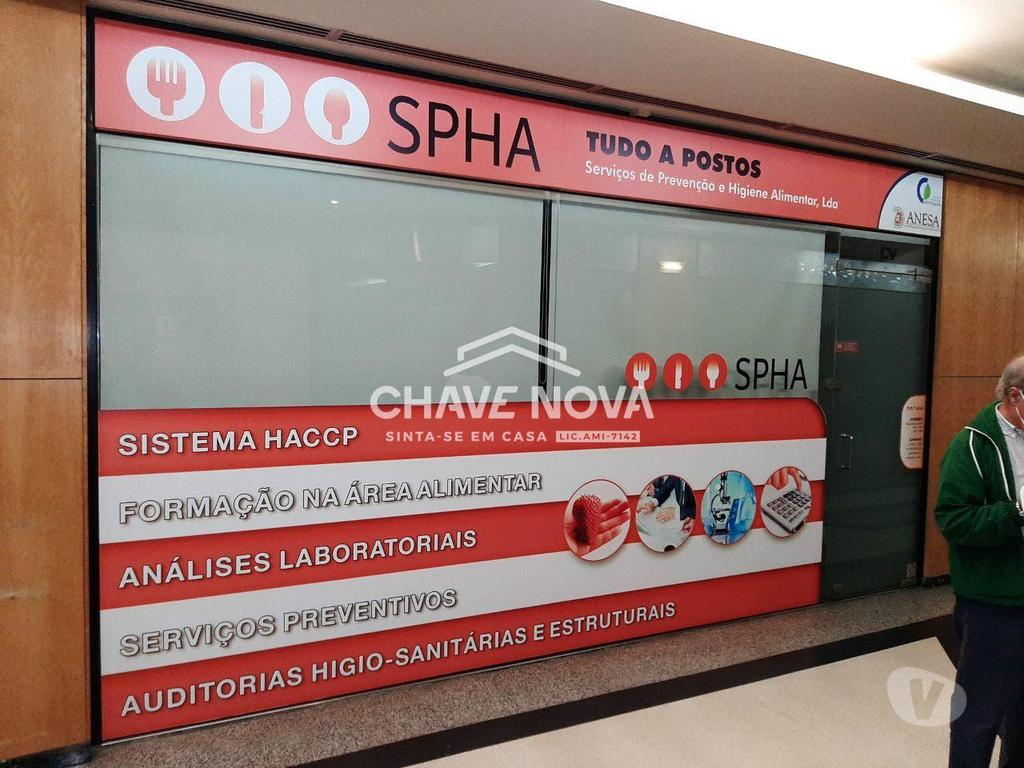 SPHA
TUDO A POSTOS
Serviços de Prevenção e Higiene Alimentar, Lda
ANESA
CV
SPHA
CHAVE NOVA
SINTA-SE EM CASA LIC.AMI-7142
SISTEMA HACCP
FORMAÇÃO NA ÁREA ALIMENTAR
ANÁLISES LABORATORIAIS
SERVIÇOS PREVENTIVOS
AUDITORIAS HIGIO-SANITÁRIAS E ESTRUTURAIS
V